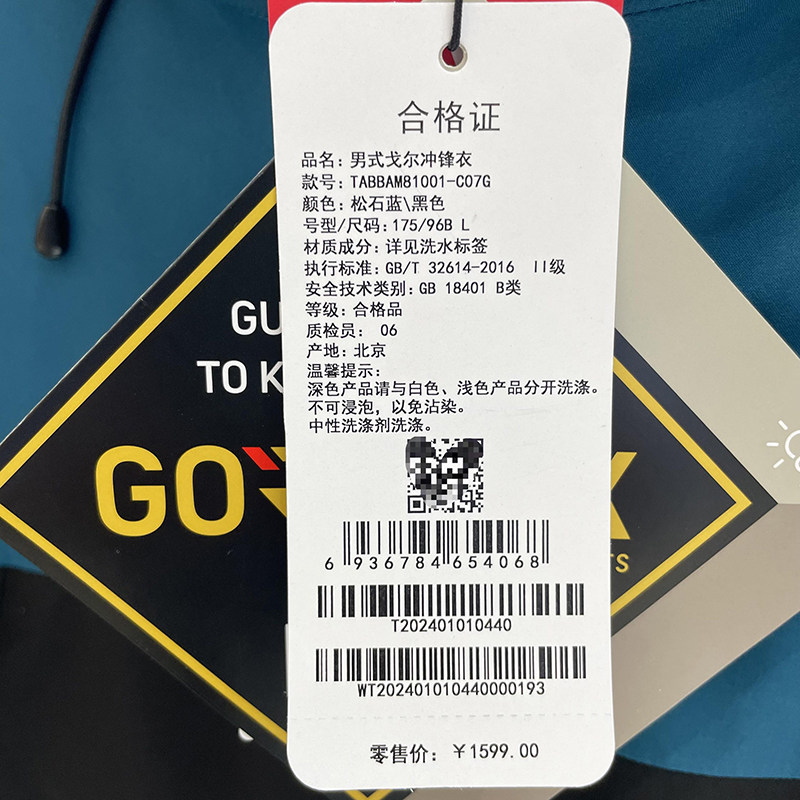 合格证
品名：男式戈尔冲锋衣
款号：TABBAM81001-C07G
颜色：松石蓝\黑色
号型/尺码：175/96B L
材质成分：详见洗水标签
执行标准：GB/T 32614-2016 II级
安全技术类别：GB 18401 B类
等级：合格品
质检员： 06
产地：北京
温馨提示：
深色产品请与白色、浅色产品分开洗涤。
不可浸泡，以免沾染。
中性洗涤剂洗涤。
6 936784 654068
T202401010440
WT202401010440000193
零售价：￥1599.00
GU
TO K
GO
X
TS